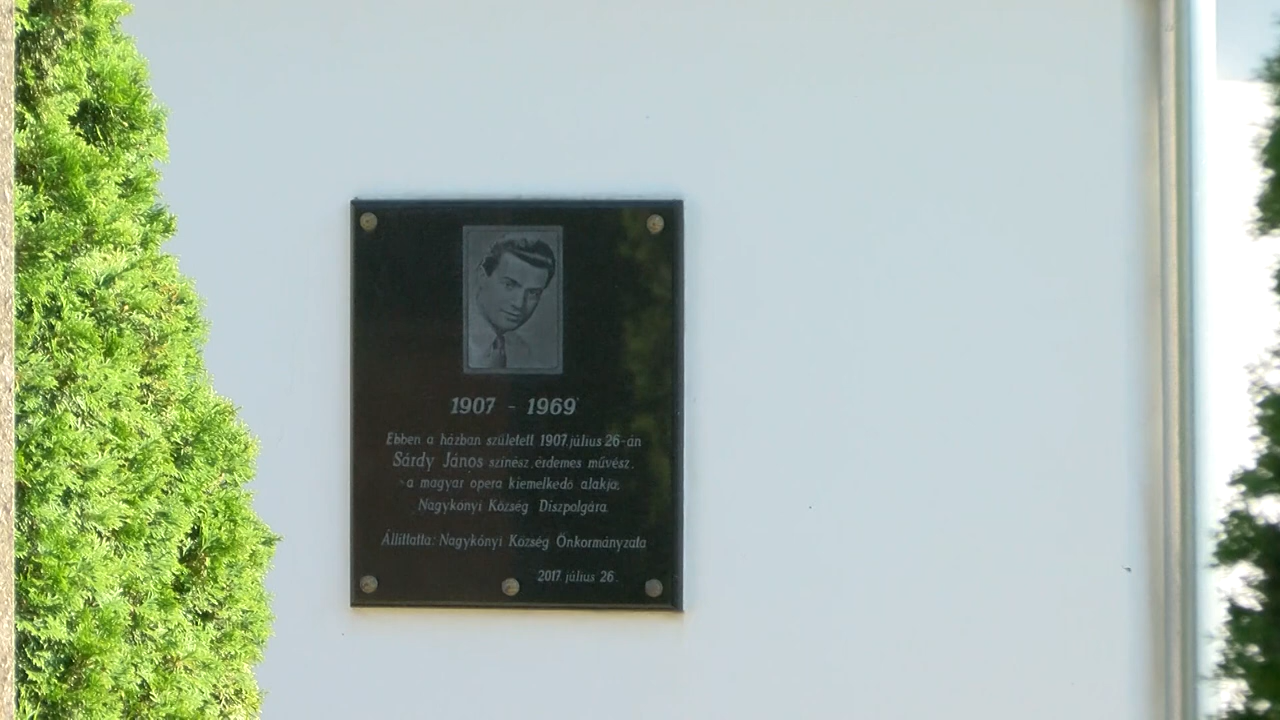 1907 - 1969
Ebben a házban született 1907. július 26-án
Sárdy János színész, érdemes művész,
a magyar opera kiemelkedő alakja,
Nagykónyi Község Díszpolgára.
Állíttatta: Nagykónyi Község Önkormányzata
2017. július 26.